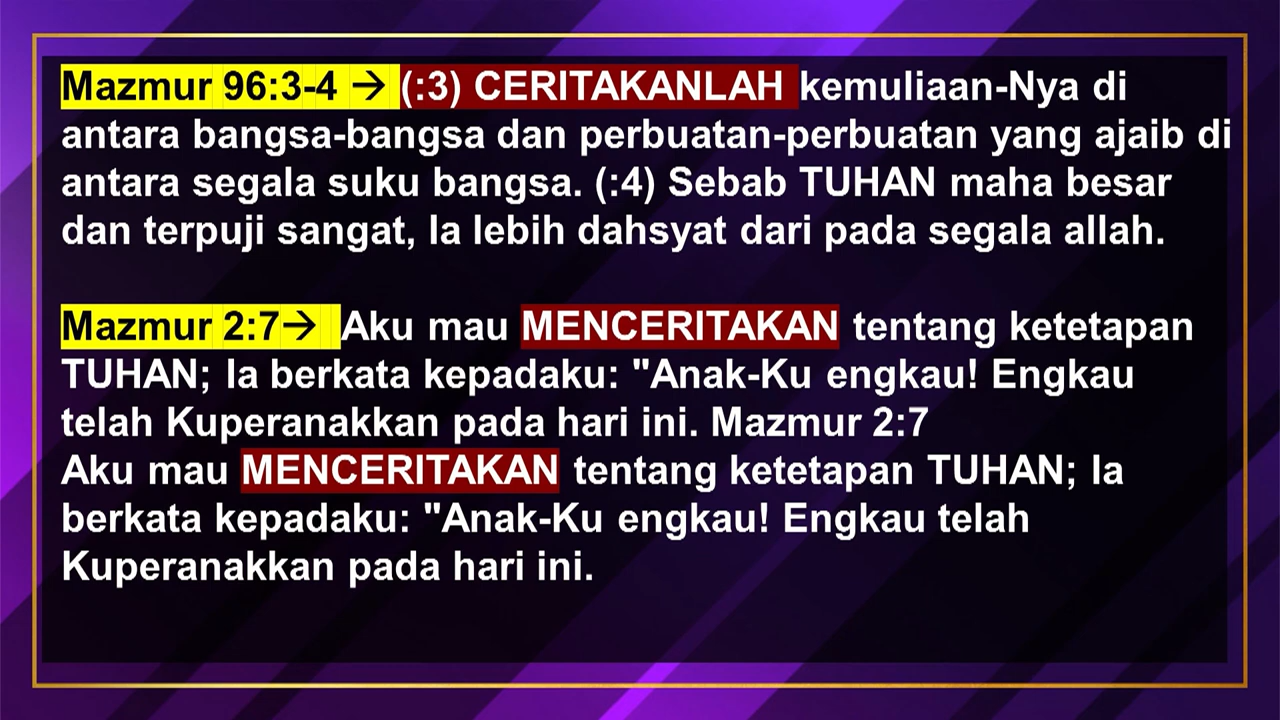 Mazmur 96:3-4 → (:3) CERITAKANLAH kemuliaan-Nya di
antara bangsa-bangsa dan perbuatan-perbuatan yang ajaib di
antara segala suku bangsa. (:4) Sebab TUHAN maha besar
dan terpuji sangat, Ia lebih dahsyat dari pada segala allah.
Mazmur 2:7→ Aku mau MENCERITAKAN tentang ketetapan
TUHAN; Ia berkata kepadaku: "Anak-Ku engkau! Engkau
telah Kuperanakkan pada hari ini. Mazmur 2:7
Aku mau MENCERITAKAN tentang ketetapan TUHAN; Ia
berkata kepadaku: "Anak-Ku engkau! Engkau telah
Kuperanakkan pada hari ini.